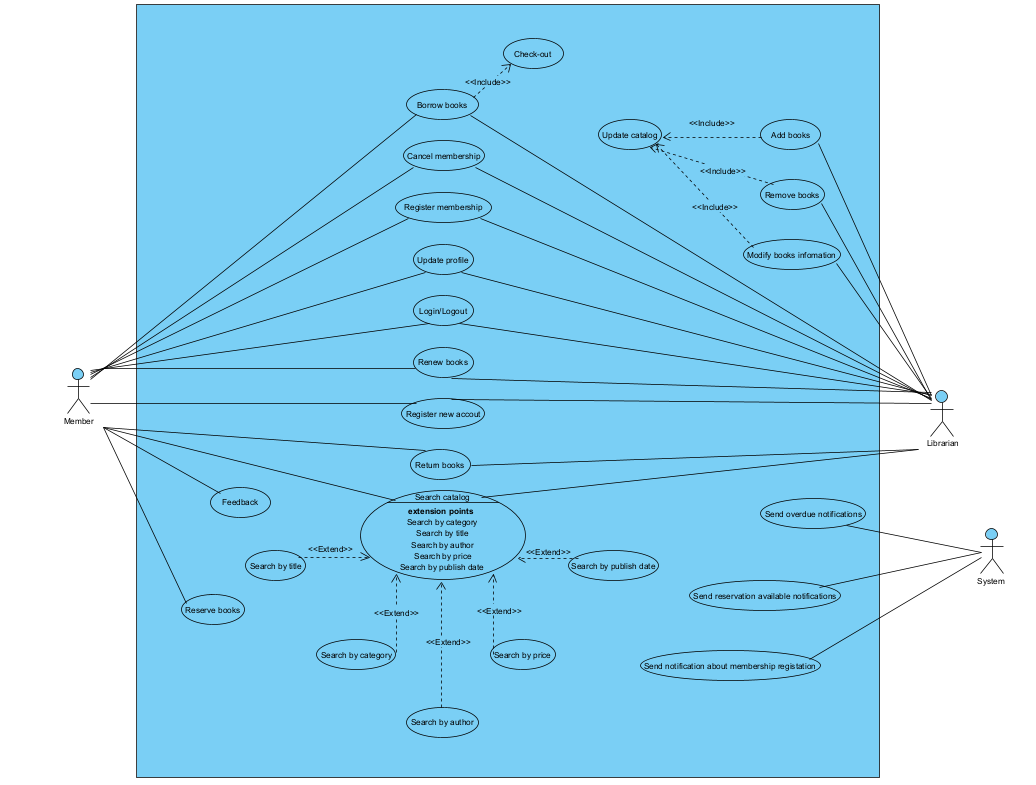 Check-out
<<Include>>
Borrow books
<<Include>>
Update catalog
Add books
Cancel membership
<<Include>>
Remove books
Register membership
<<Include>>
Update profile
Modify books infomation
Login/Logout
Renew books
Member
Register new accout
Librarian
Return books
Search catalog
extension points
Search by category
Search by title
Search by author
Search by price
Search by publish date
Feedback
Send overdue notifications
<<Extend>>
<<Extend>>
Search by title
Search by publish date
System
Reserve books
<<Extend>>
<<Extend>>
Send reservation available notifications
<<Extend>>
Search by category
Search by price
Send notification about membership registation
Search by author